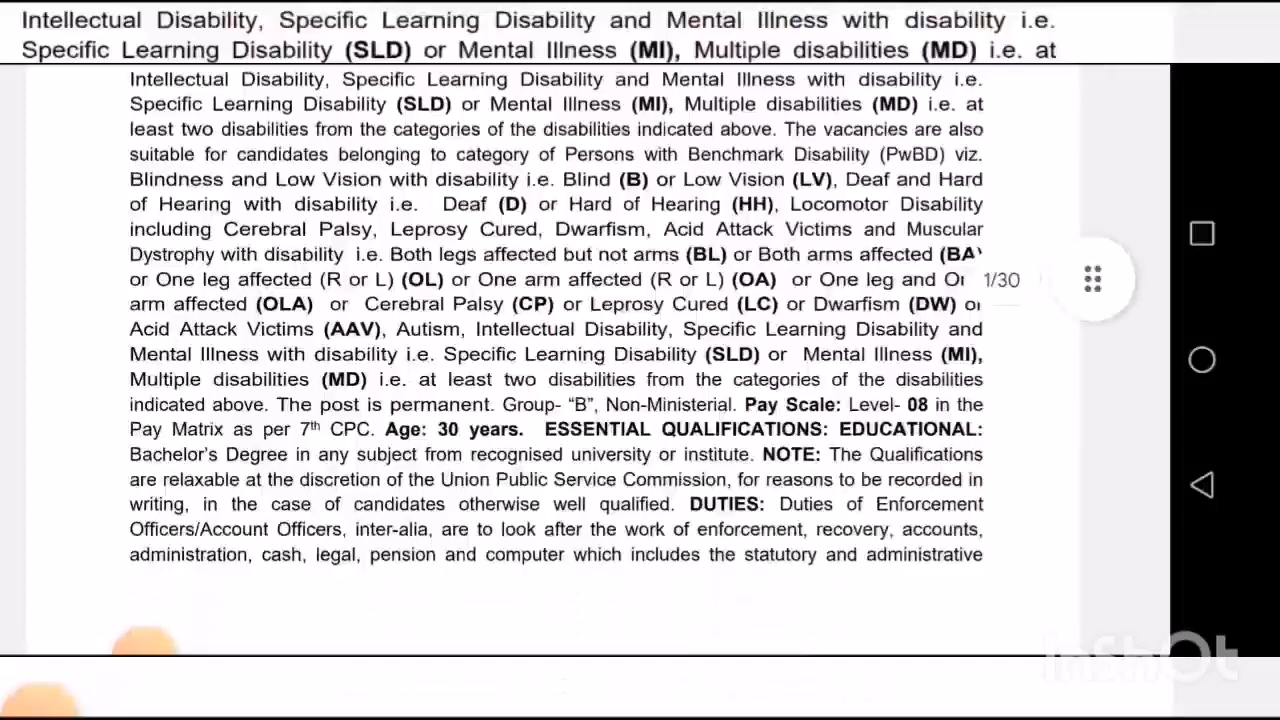 Intellectual Disability, Specific Learning Disability and Mental Illness with disability i.e.
Specific Learning Disability (SLD) or Mental Illness (MI), Multiple disabilities (MD) i.e. at
Intellectual Disability, Specific Learning Disability and Mental Illness with disability i.e.
Specific Learning Disability (SLD) or Mental Illness (MI), Multiple disabilities (MD) i.e. at
least two disabilities from the categories of the disabilities indicated above. The vacancies are also
suitable for candidates belonging to category of Persons with Benchmark Disability (PwBD) viz.
Blindness and Low Vision with disability i.e. Blind (B) or Low Vision (LV), Deaf and Hard
of Hearing with disability i.e. Deaf (D) or Hard of Hearing (HH), Locomotor Disability
including Cerebral Palsy, Leprosy Cured, Dwarfism, Acid Attack Victims and Muscular
Dystrophy with disability i.e. Both legs affected but not arms (BL) or Both arms affected (BA
or One leg affected (R or L) (OL) or One arm affected (R or L) (OA) or One leg and
1/30
arm affected (OLA) or Cerebral Palsy (CP) or Leprosy Cured (LC) or Dwarfism (DW) or
Acid Attack Victims (AAV), Autism, Intellectual Disability, Specific Learning Disability and
Mental Illness with disability i.e. Specific Learning Disability (SLD) or Mental Illness (MI),
Multiple disabilities (MD) i.e. at least two disabilities from the categories of the disabilities
indicated above. The post is permanent. Group- “B”, Non-Ministerial. Pay Scale: Level- 08 in the
Pay Matrix as per 7th CPC. Age: 30 years. ESSENTIAL QUALIFICATIONS: EDUCATIONAL:
Bachelor’s Degree in any subject from recognised university or institute. NOTE: The Qualifications
are relaxable at the discretion of the Union Public Service Commission, for reasons to be recorded in
writing, in the case of candidates otherwise well qualified. DUTIES: Duties of Enforcement
Officers/Account Officers, inter-alia, are to look after the work of enforcement, recovery, accounts,
administration, cash, legal, pension and computer which includes the statutory and administrative
InShOt